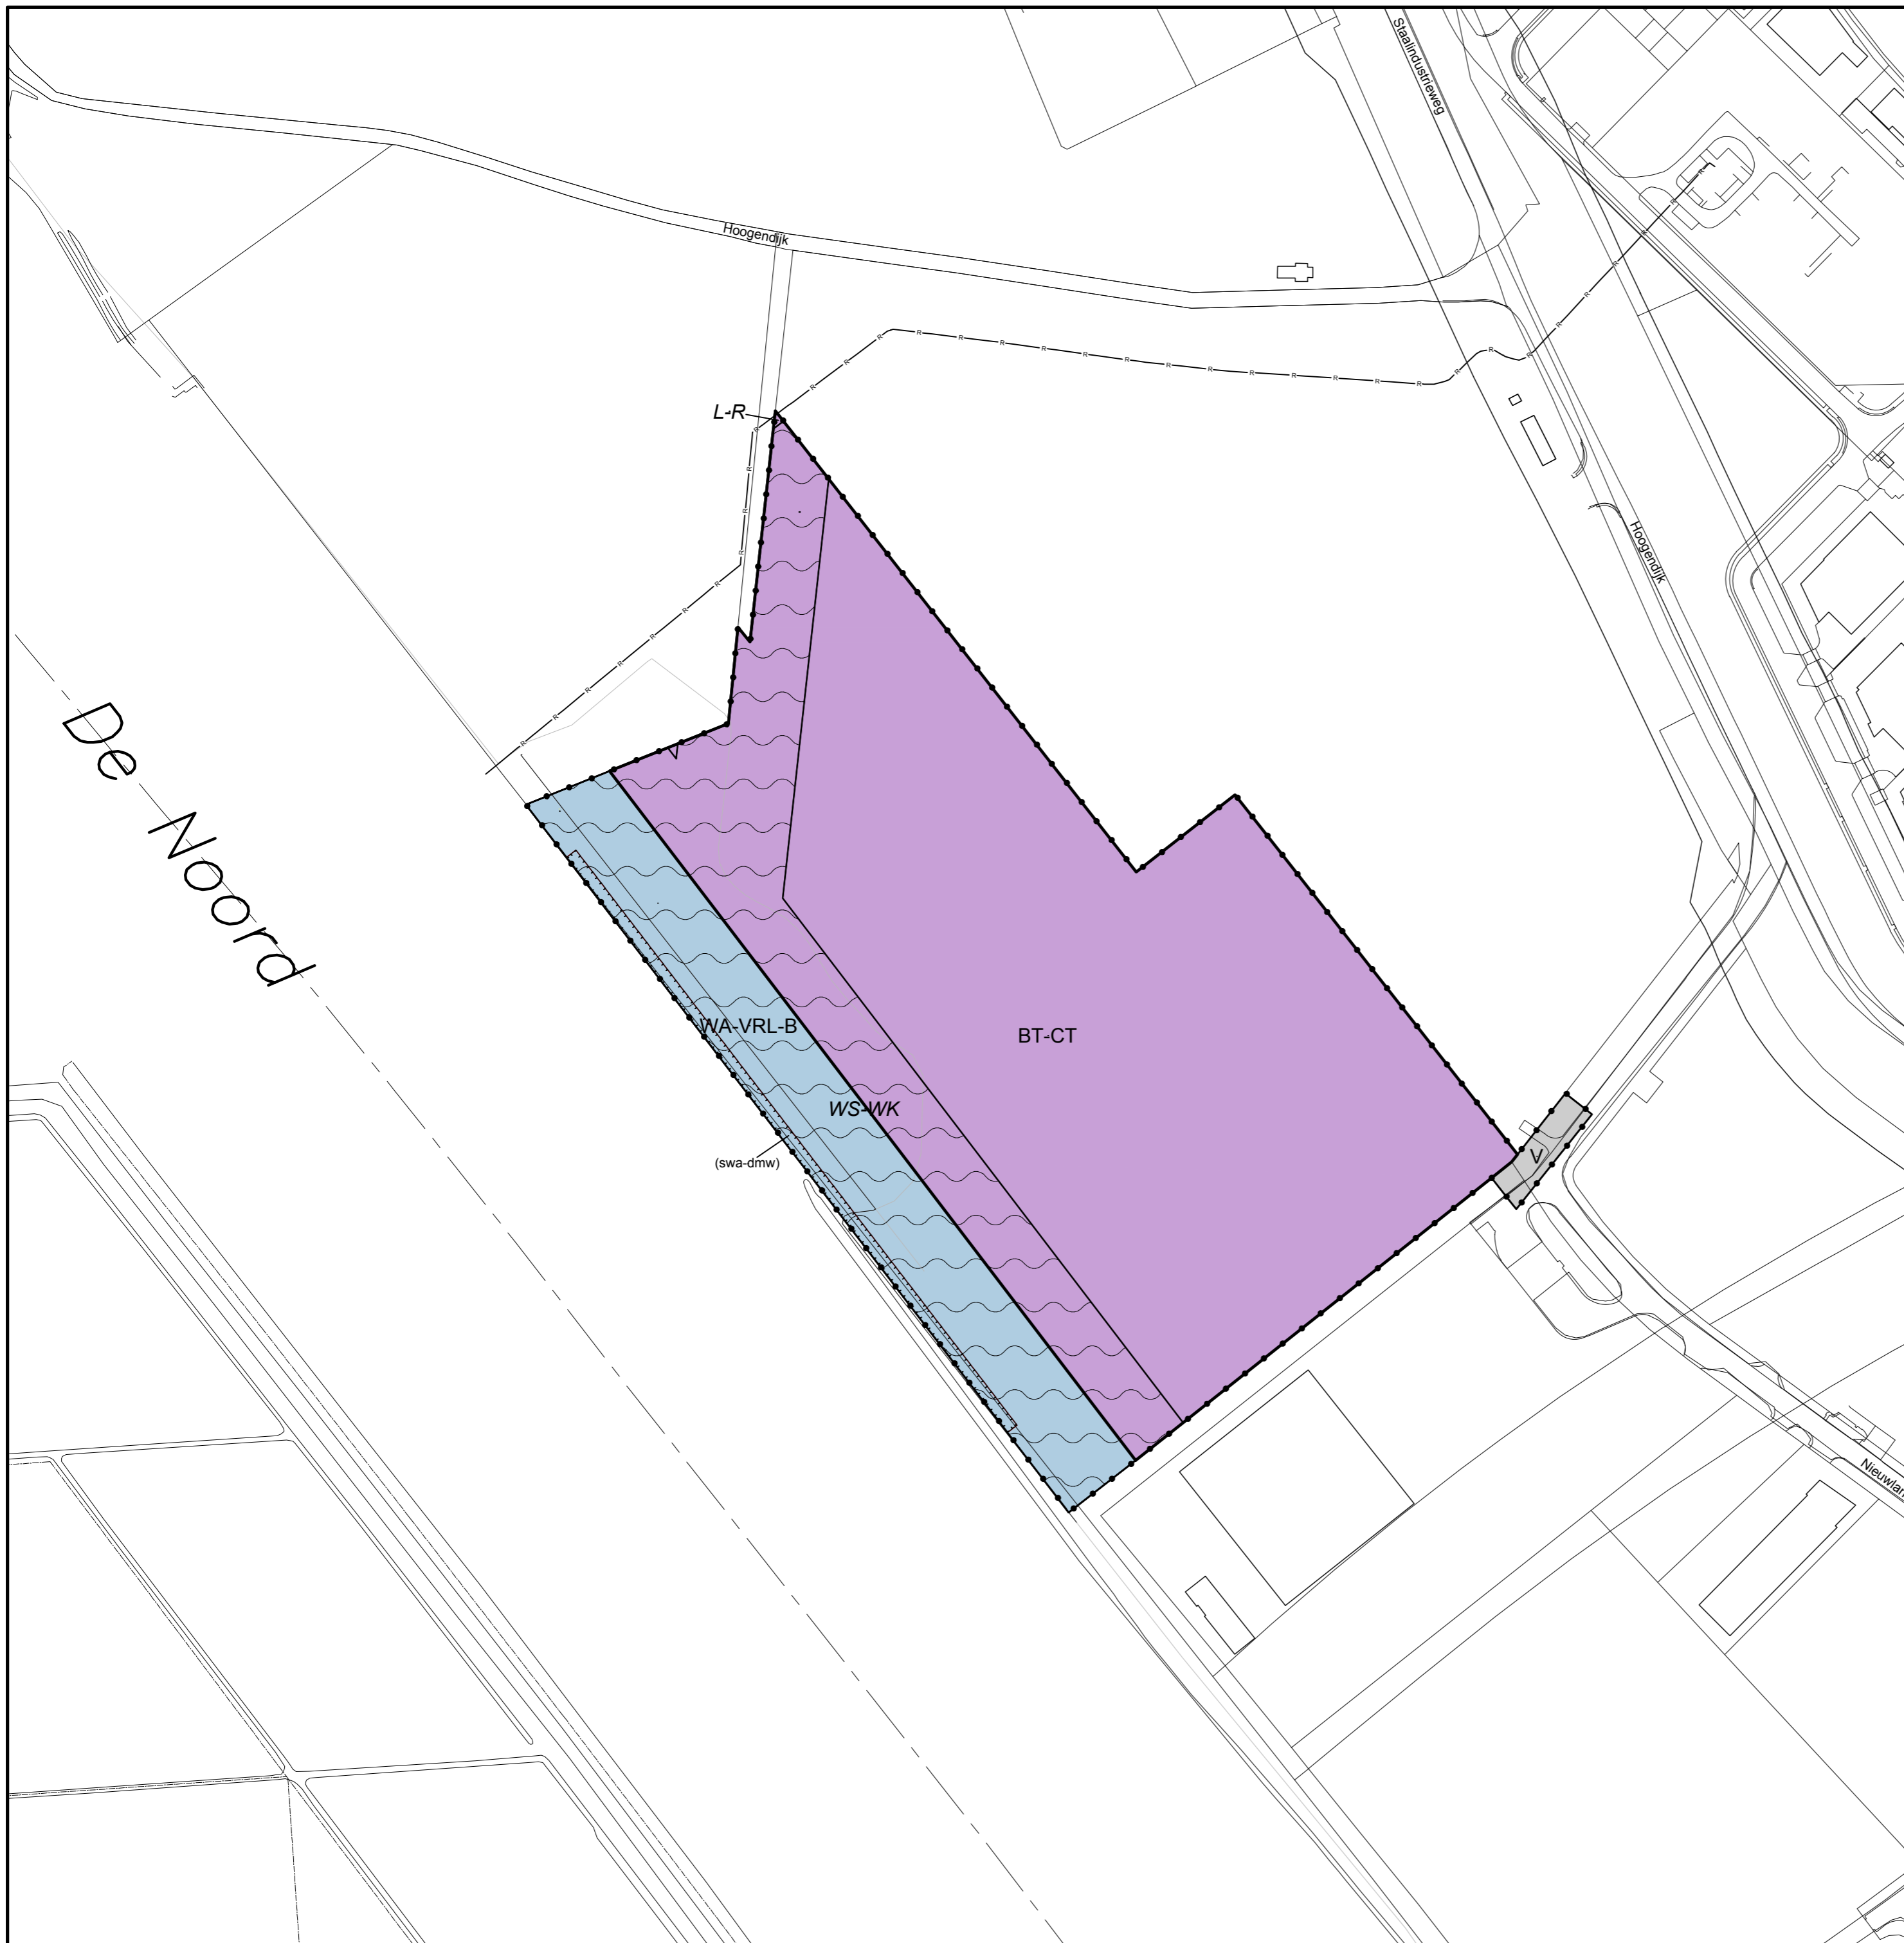 Staalindustrieweg
Hoogendijk
L-R
Hoogendijk
De Noord
WA-VRL-B
BT-CT
WS-WK
(swa-dmw)
V
Nieuwlan